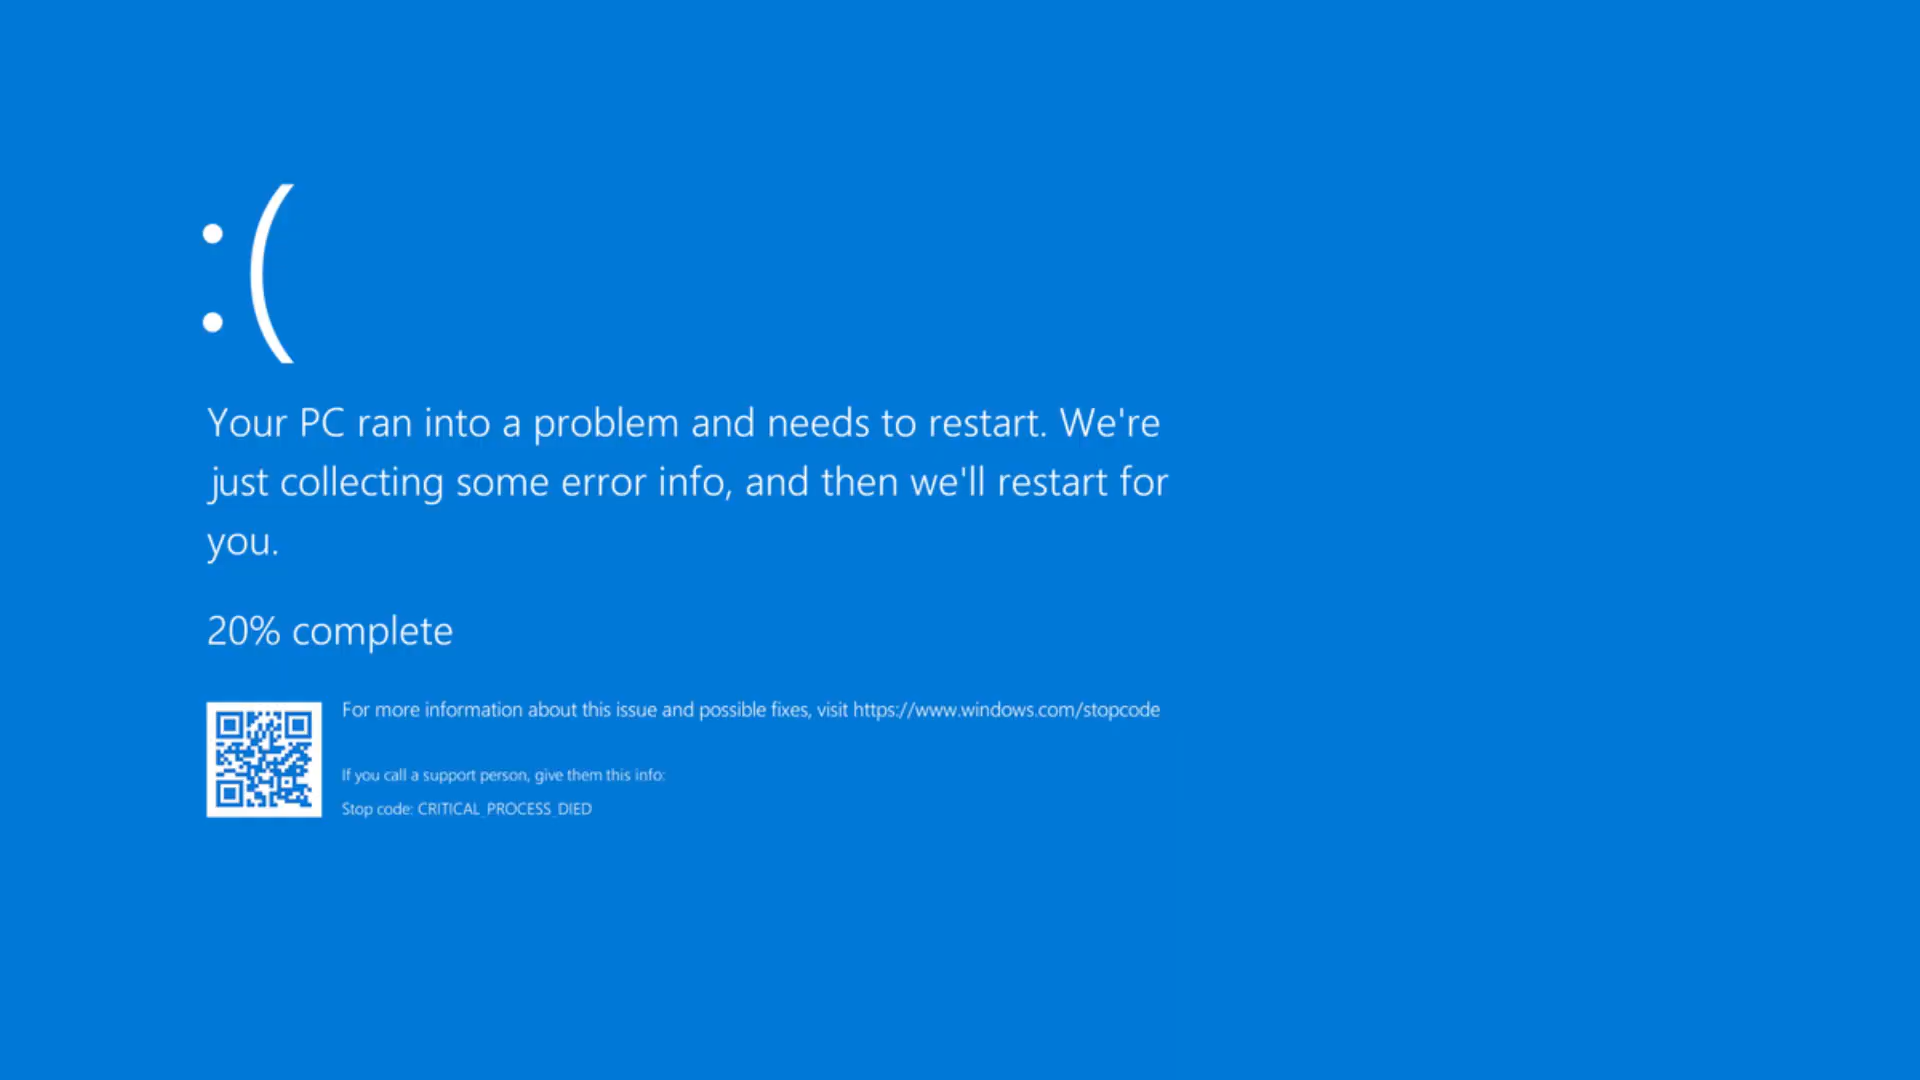 :(
Your PC ran into a problem and needs to restart. We're
just collecting some error info, and then we'll restart for
you.
20% complete
For more information about this issue and possible fixes, visit https://www.windows.com/stopcode
If you call a support person, give them this info:
Stop code: CRITICAL_PROCESS_DIED